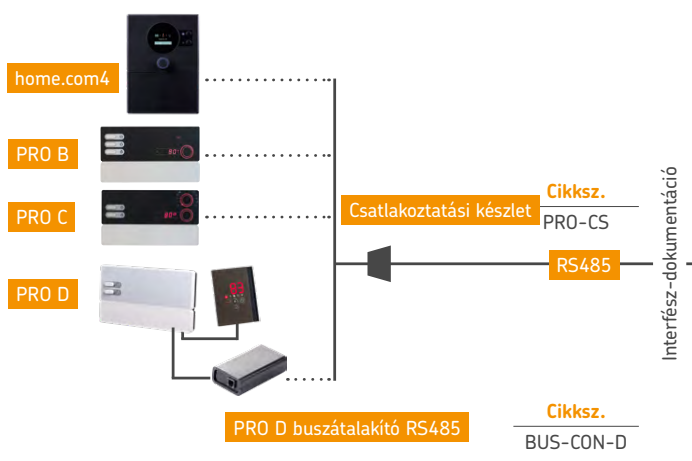 home.com4
PRO B
PRO C
PRO D
Csatlakoztatási készlet
Cikksz.
PRO-CS
RS485
Interfész-dokumentáció
PRO D buszátalakító RS485
Cikksz.
BUS-CON-D